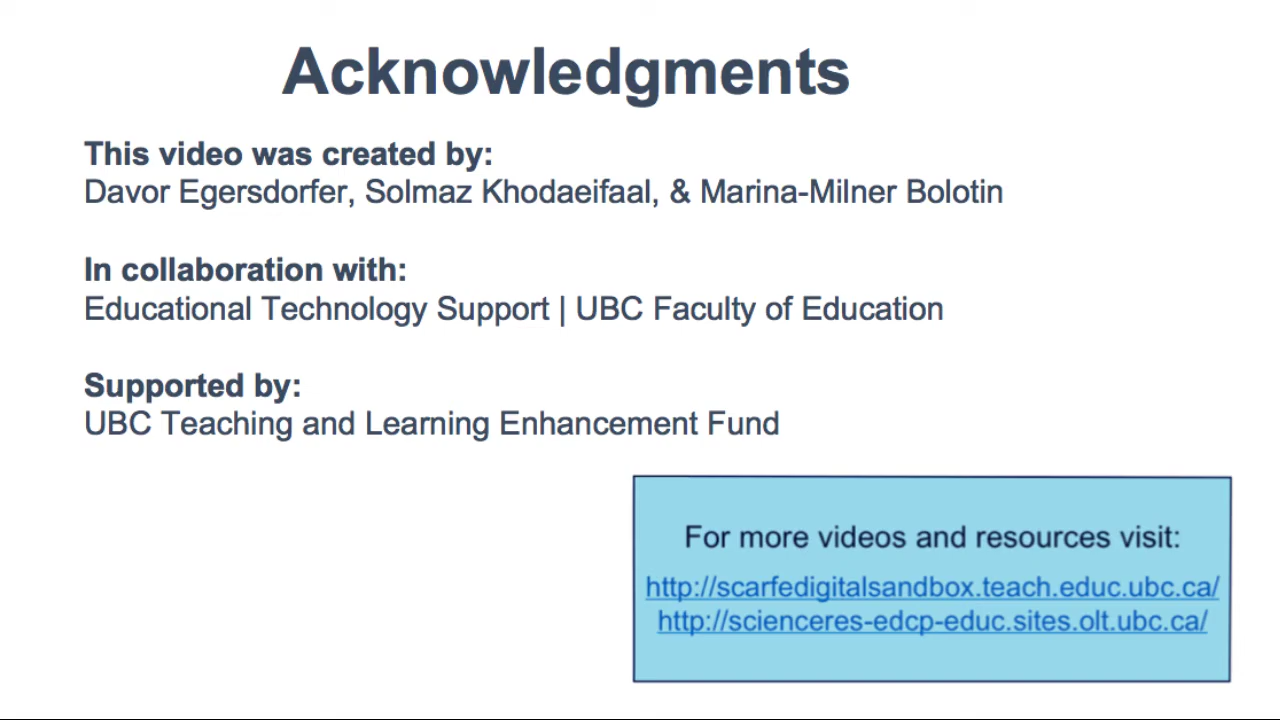 Acknowledgments
This video was created by:
Davor Egersdorfer, Solmaz Khodaeifaal, & Marina-Milner Bolotin
In collaboration with:
Educational Technology Support | UBC Faculty of Education
Supported by:
UBC Teaching and Learning Enhancement Fund
For more videos and resources visit:
http://scarfedigitalsandbox.teach.educ.ubc.ca/
http://scienceres-edcp-educ.sites.olt.ubc.ca/